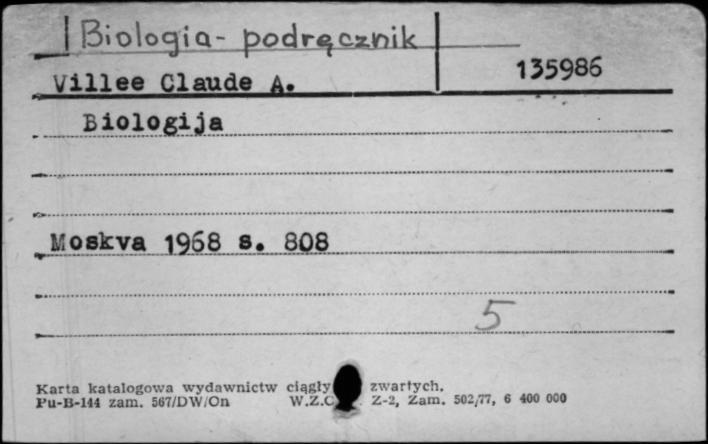 Biologia - podręcznik
Villee Claude A.
135986
Biologija
Moskva 1968 s. 808
5
Karta katalogowa wydawnictw ciągły zwartych.
Pu-B-144 zam. 567/DW/On W.Z.G Z-2, Zam. 502/77, 6 400 000